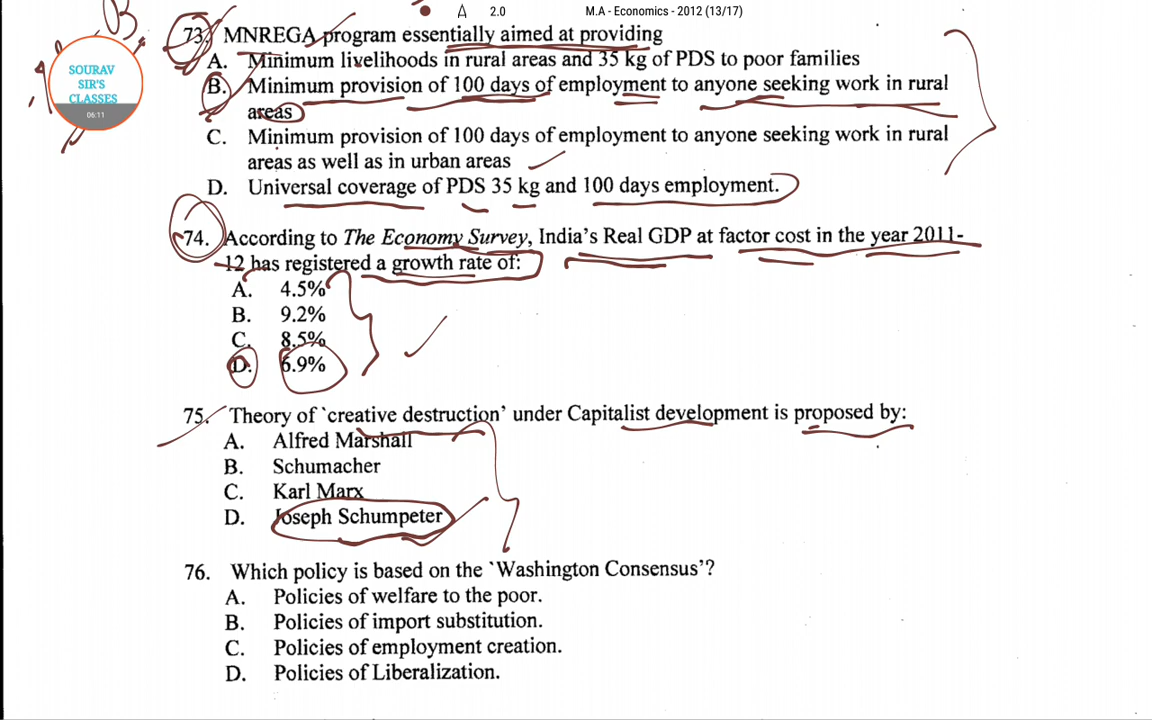 2.0 M.A - Economics - 2012 (13/17)
SOURAV
SIR'S
CLASSES
06:11
73. MNREGA program essentially aimed at providing
A. Minimum livelihoods in rural areas and 35 kg of PDS to poor families
B. Minimum provision of 100 days of employment to anyone seeking work in rural
areas
C. Minimum provision of 100 days of employment to anyone seeking work in rural
areas as well as in urban areas
D. Universal coverage of PDS 35 kg and 100 days employment.
74. According to The Economy Survey, India's Real GDP at factor cost in the year 2011-
12 has registered a growth rate of:
A. 4.5%
B. 9.2%
C. 8.5%
D. 6.9%
75. Theory of `creative destruction' under Capitalist development is proposed by:
A. Alfred Marshall
B. Schumacher
C. Karl Marx
D. Joseph Schumpeter
76. Which policy is based on the `Washington Consensus'?
A. Policies of welfare to the poor.
B. Policies of import substitution.
C. Policies of employment creation.
D. Policies of Liberalization.